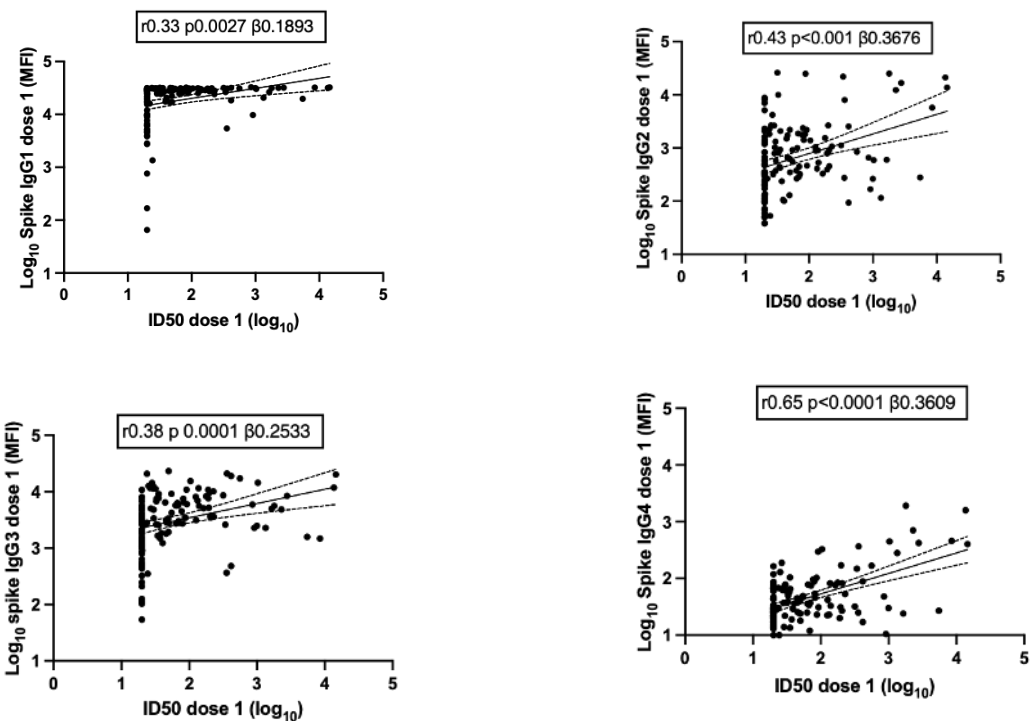 r0.33 p0.0027 β0.1893
Log10 Spike IgG1 dose 1 (MFI)
5
4
3
2
1
0 1 2 3 4 5
ID50 dose 1 (log10)
r0.43 p<0.001 β0.3676
Log10 Spike IgG2 dose 1 (MFI)
5
4
3
2
1
0 1 2 3 4 5
ID50 dose 1 (log10)
r0.38 p 0.0001 β0.2533
Log10 spike IgG3 dose 1 (MFI)
5
4
3
2
1
0 1 2 3 4 5
ID50 dose 1 (log10)
r0.65 p<0.0001 β0.3609
Log10 Spike IgG4 dose 1 (MFI)
5
4
3
2
1
0 1 2 3 4 5
ID50 dose 1 (log10)